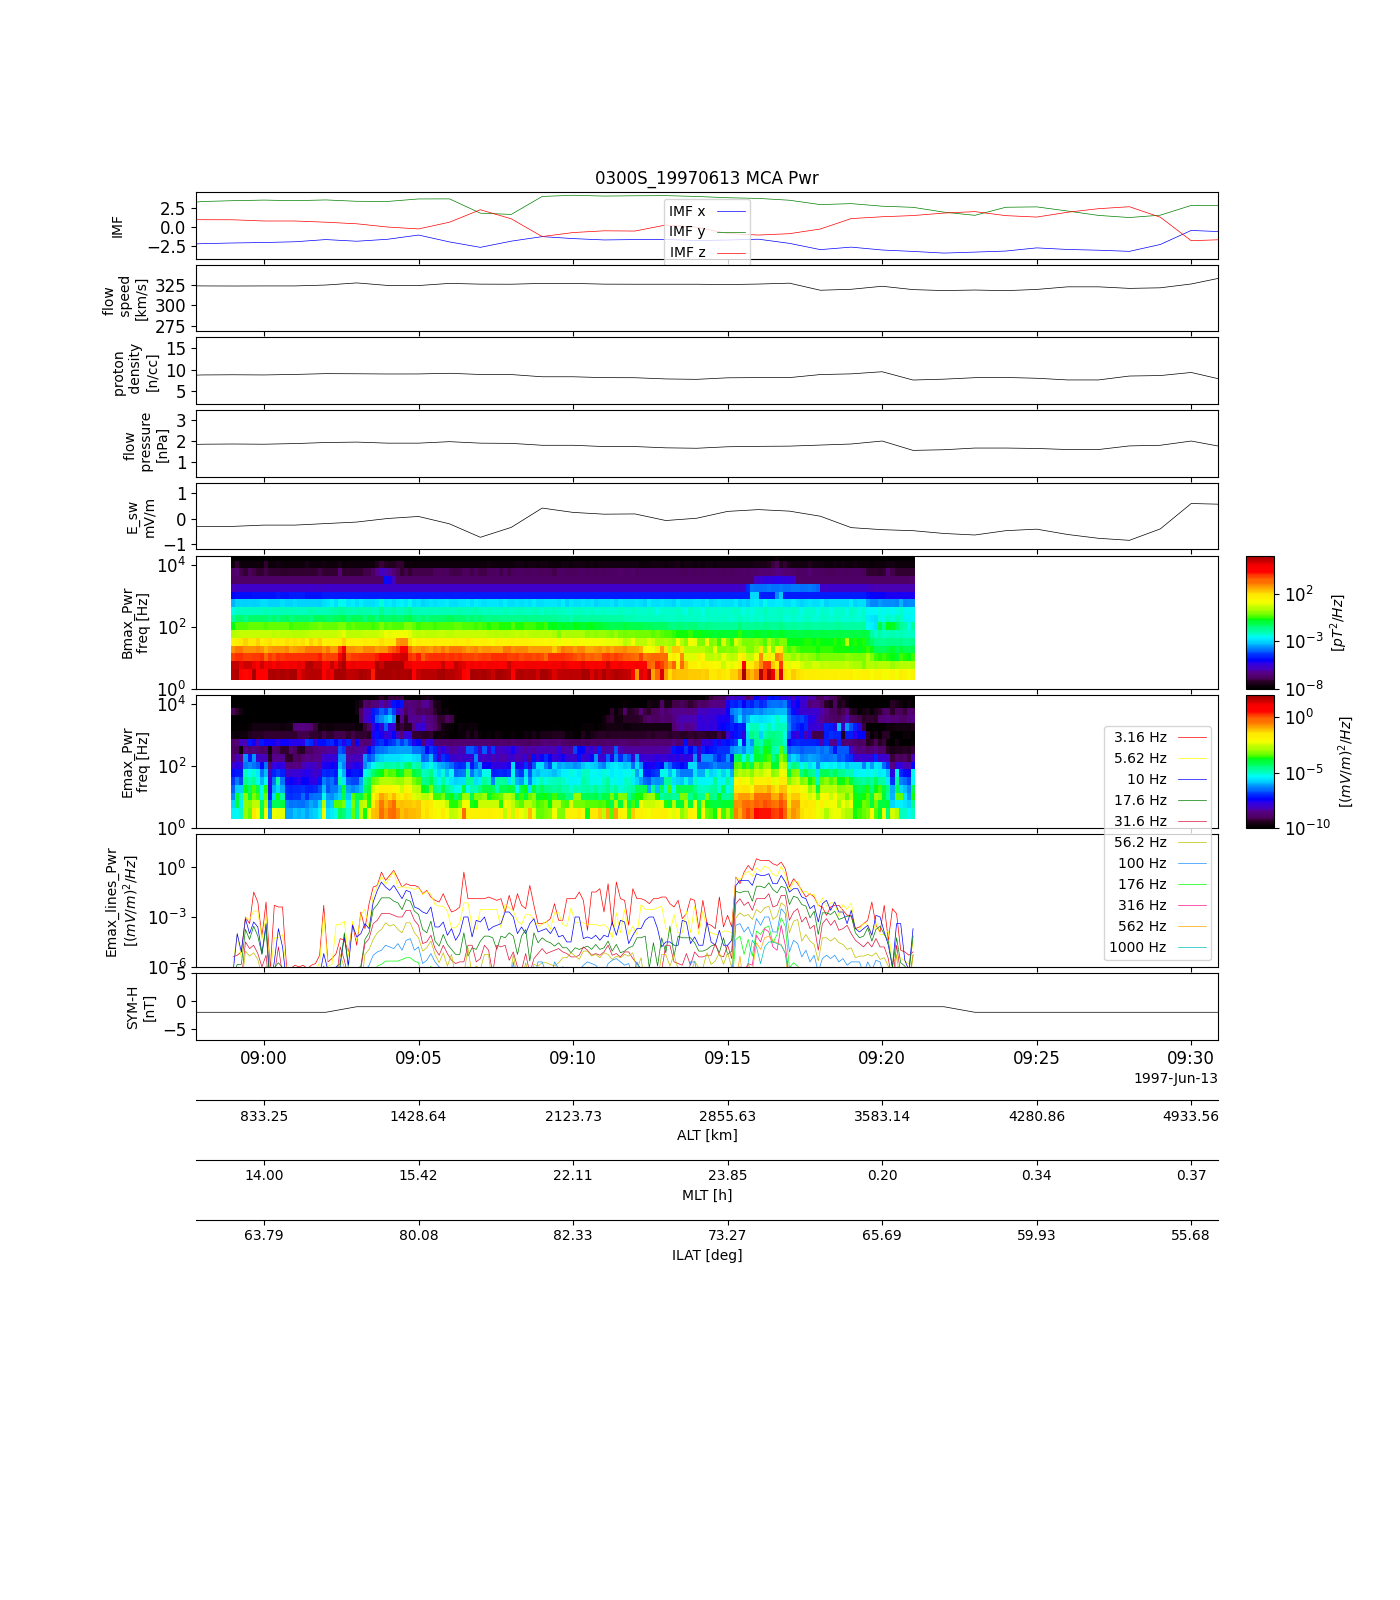 0300S_19970613 MCA Pwr
IMF
2.5
0.0
−2.5
IMF x
IMF y
IMF z
flow
speed
[km/s]
325
300
275
proton
density
[n/cc]
15
10
5
flow
pressure
[nPa]
3
2
1
E_sw
mV/m
1
0
−1
Bmax_Pwr
freq [Hz]
10^4
10^2
10^0
10^2
10^−3
10^−8
[pT^2/Hz]
Emax_Pwr
freq [Hz]
10^4
10^2
10^0
10^0
10^−5
10^−10
[(mV/m)^2/Hz]
3.16 Hz
5.62 Hz
10 Hz
17.6 Hz
31.6 Hz
56.2 Hz
100 Hz
176 Hz
316 Hz
562 Hz
1000 Hz
Emax_lines_Pwr
[(mV/m)^2/Hz]
10^0
10^−3
10^−6
SYM-H
[nT]
5
0
−5
09:00 09:05 09:10 09:15 09:20 09:25 09:30
1997-Jun-13
833.25 1428.64 2123.73 2855.63 3583.14 4280.86 4933.56
ALT [km]
14.00 15.42 22.11 23.85 0.20 0.34 0.37
MLT [h]
63.79 80.08 82.33 73.27 65.69 59.93 55.68
ILAT [deg]